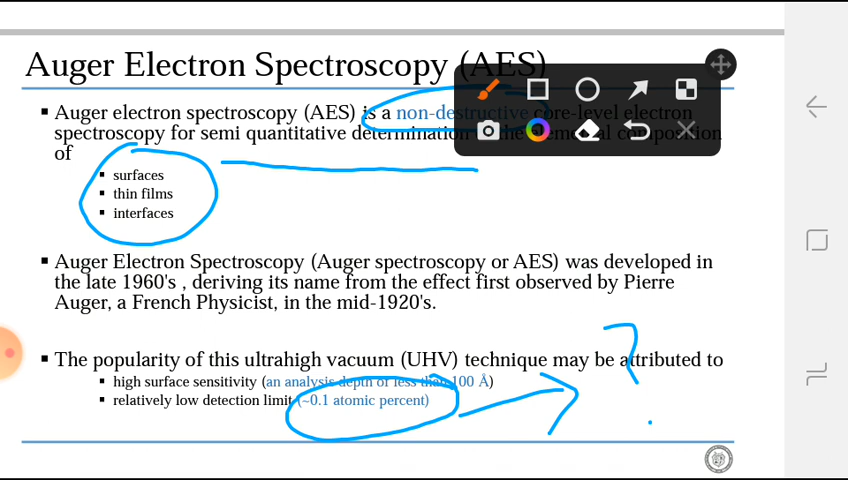 Auger Electron Spectroscopy (AES)
▪ Auger electron spectroscopy (AES) is a non-destructive core-level electron
spectroscopy for semi quantitative determination the elemental composition
of
▪ surfaces
▪ thin films
▪ interfaces
▪ Auger Electron Spectroscopy (Auger spectroscopy or AES) was developed in
the late 1960's , deriving its name from the effect first observed by Pierre
Auger, a French Physicist, in the mid-1920's.
▪ The popularity of this ultrahigh vacuum (UHV) technique may be attributed to
▪ high surface sensitivity (an analysis depth of less than 100 Å)
▪ relatively low detection limit (~0.1 atomic percent)
?